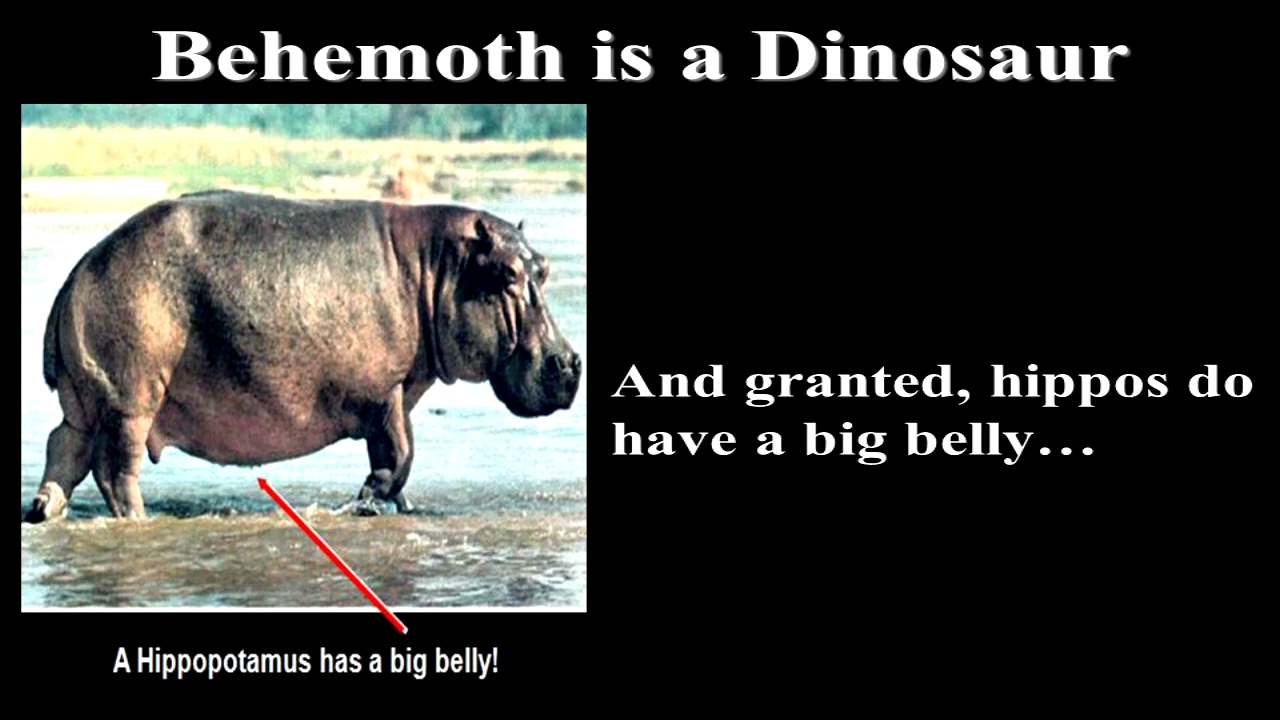 Behemoth is a Dinosaur
And granted, hippos do
have a big belly…
A Hippopotamus has a big belly!